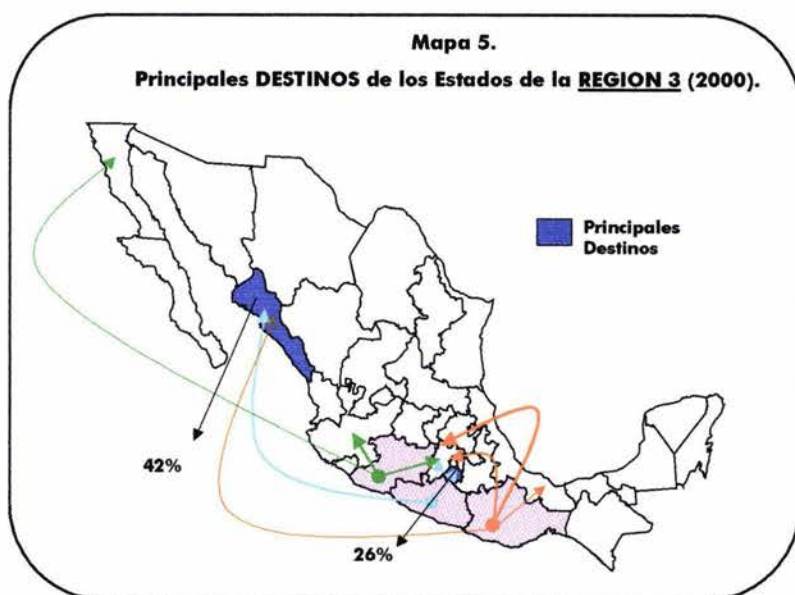 Mapa 5.
Principales DESTINOS de los Estados de la REGION 3 (2000).
Principales
Destinos
42%
26%